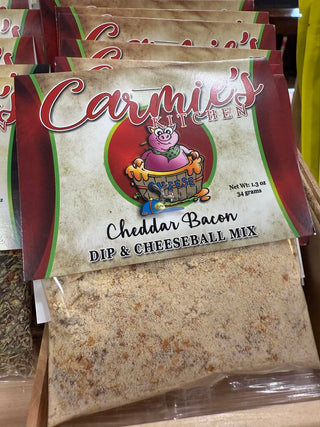 Carmie's
KITCHEN
Net Wt: 1.3 oz
34 grams
Cheddar Bacon
DIP & CHEESEBALL MIX